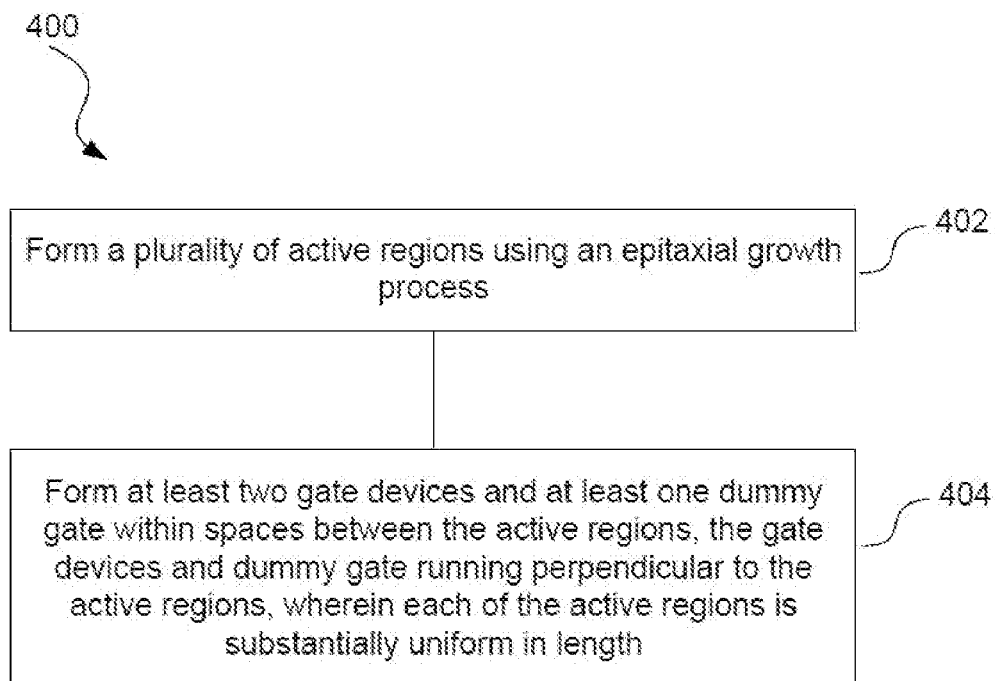 400
402
Form a plurality of active regions using an epitaxial growth
process
404
Form at least two gate devices and at least one dummy
gate within spaces between the active regions, the gate
devices and dummy gate running perpendicular to the
active regions, wherein each of the active regions is
substantially uniform in length